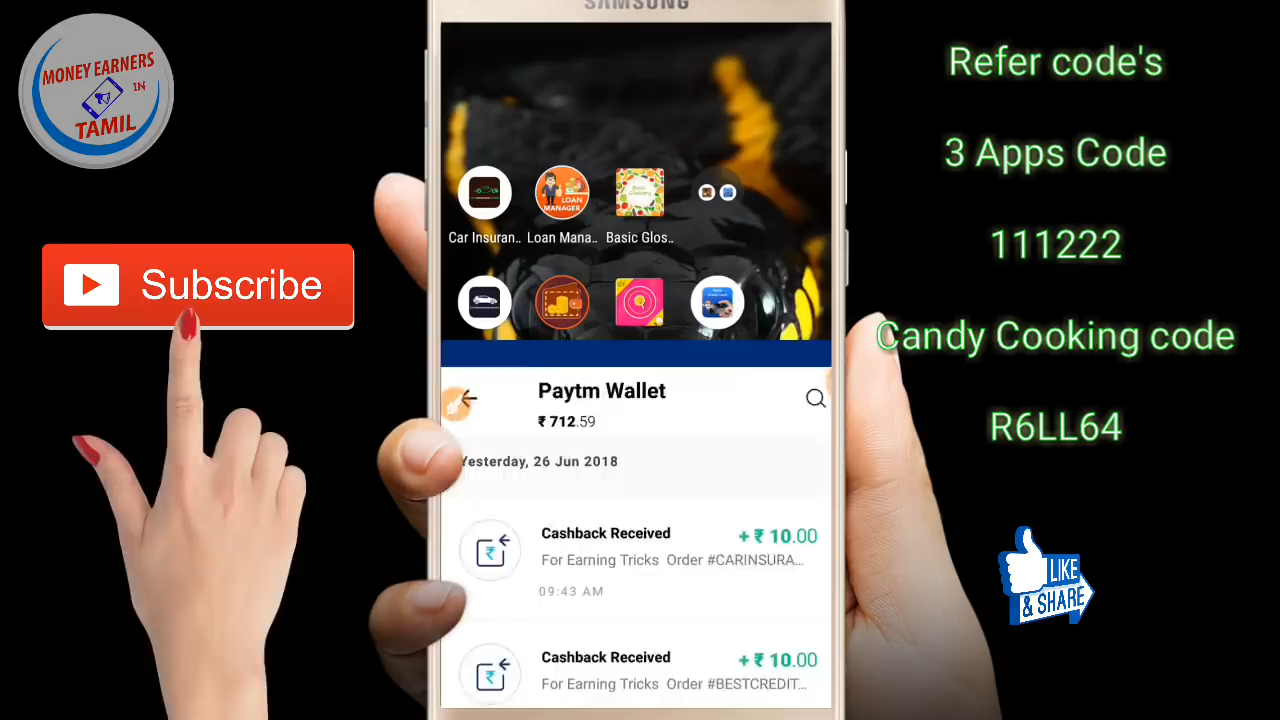 SAMSUNG
MONEY EARNERS
IN
TAMIL
Subscribe
LOAN
MANAGER
Car Insuran.. Loan Mana.. Basic Glos..
Paytm Wallet
₹ 712.59
Yesterday, 26 Jun 2018
Cashback Received
+ ₹ 10.00
For Earning Tricks Order #CARINSURA...
09:43 AM
Cashback Received
+ ₹ 10.00
For Earning Tricks Order #BESTCREDIT...
Refer code's
3 Apps Code
111222
Candy Cooking code
R6LL64
LIKE
& SHARE